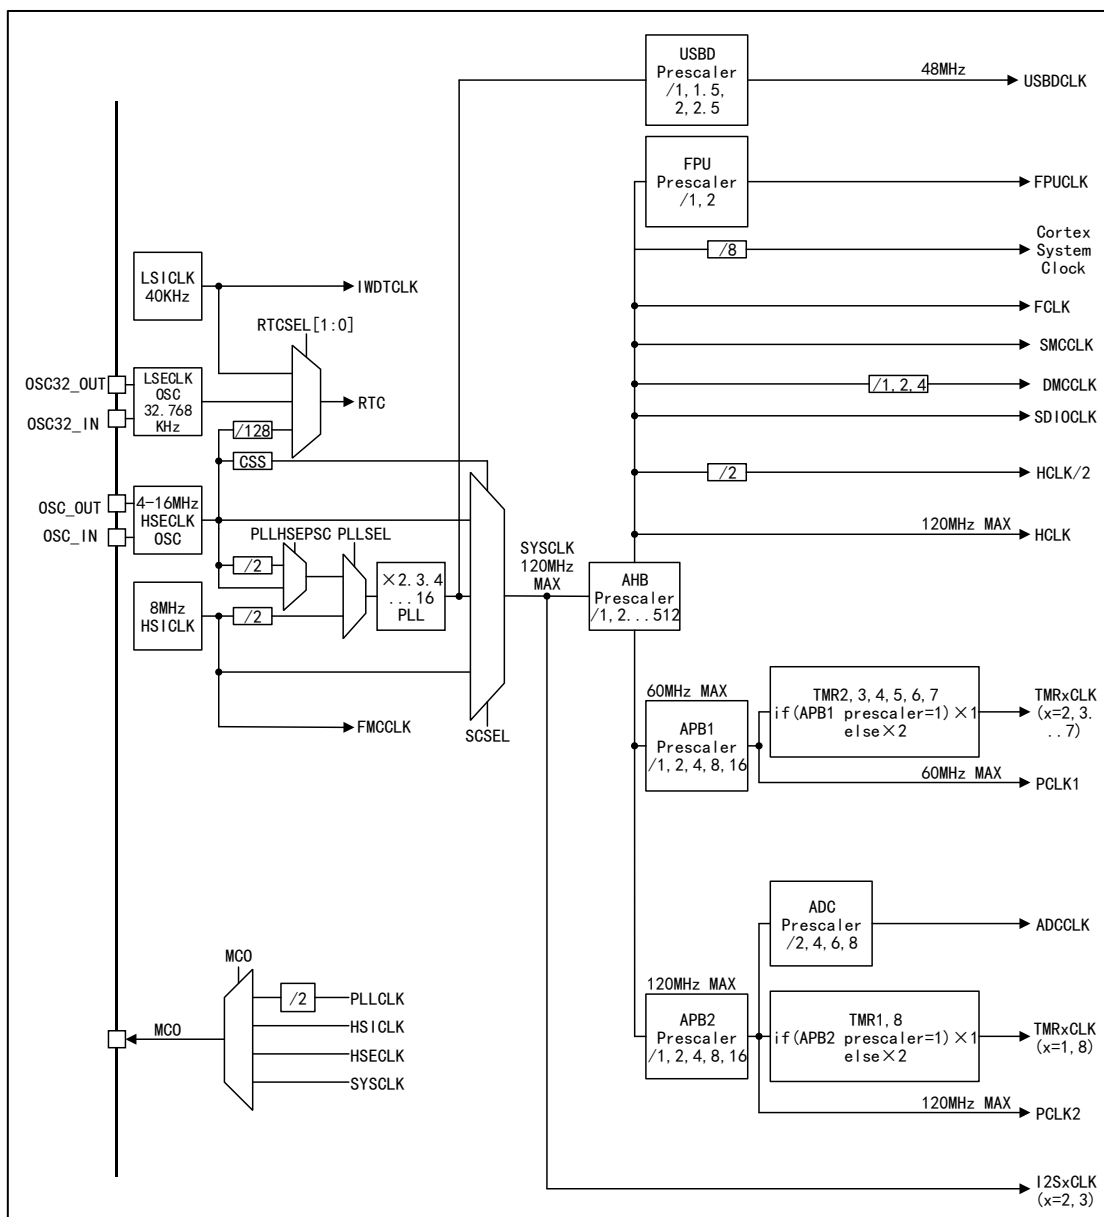 USBD
Prescaler
/1, 1.5,
2, 2.5
48MHz
USBDCLK
FPU
Prescaler
/1, 2
FPUCLK
/8
Cortex
System
Clock
LSICLK
40KHz
IWDTCLK
FCLK
RTCSEL[1:0]
SMCCLK
OSC32_OUT
OSC32_IN
LSECLK
OSC
32.768
KHz
RTC
/1, 2, 4
DMCCLK
SDIOCLK
/128
CSS
/2
HCLK/2
OSC_OUT
OSC_IN
4-16MHz
HSECLK
OSC
120MHz MAX
HCLK
PLLHSEPSC
PLLSEL
/2
SYSCLK
120MHz
MAX
×2.3.4
...16
PLL
AHB
Prescaler
/1, 2...512
8MHz
HSICLK
/2
FMCCLK
SCSEL
60MHz MAX
APB1
Prescaler
/1, 2, 4, 8, 16
TMR2, 3, 4, 5, 6, 7
if(APB1 prescaler=1)×1
else×2
TMRxCLK
(x=2, 3.
..7)
60MHz MAX
PCLK1
ADC
Prescaler
/2, 4, 6, 8
ADCCLK
MCO
/2
PLLCLK
HSICLK
HSECLK
SYSCLK
MCO
120MHz MAX
APB2
Prescaler
/1, 2, 4, 8, 16
TMR1, 8
if(APB2 prescaler=1)×1
else×2
TMRxCLK
(x=1, 8)
120MHz MAX
PCLK2
I2SxCLK
(x=2, 3)